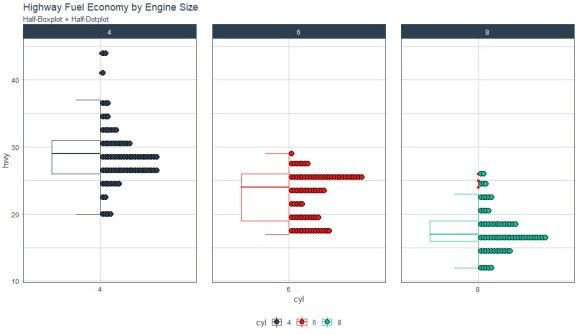 Highway Fuel Economy by Engine Size
Half-Boxplot + Half-Dotplot
4 6 8
hwy
40
30
20
10
4 6 8
cyl
cyl 4 6 8